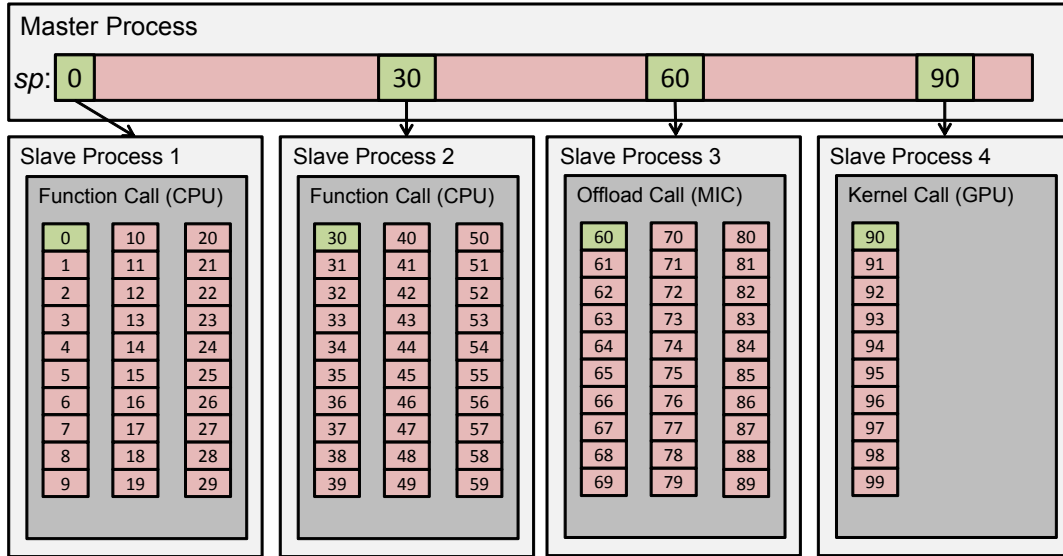 Master Process
sp: 0 30 60 90
Slave Process 1
Function Call (CPU)
0 10 20
1 11 21
2 12 22
3 13 23
4 14 24
5 15 25
6 16 26
7 17 27
8 18 28
9 19 29
Slave Process 2
Function Call (CPU)
30 40 50
31 41 51
32 42 52
33 43 53
34 44 54
35 45 55
36 46 56
37 47 57
38 48 58
39 49 59
Slave Process 3
Offload Call (MIC)
60 70 80
61 71 81
62 72 82
63 73 83
64 74 84
65 75 85
66 76 86
67 77 87
68 78 88
69 79 89
Slave Process 4
Kernel Call (GPU)
90
91
92
93
94
95
96
97
98
99